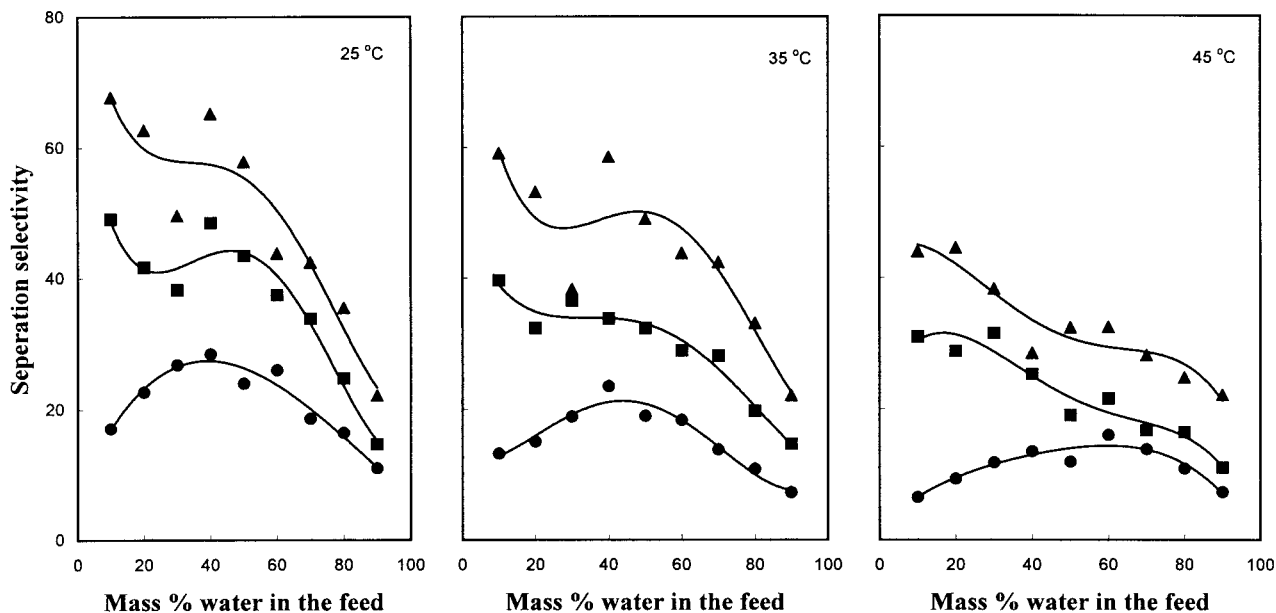 80
60
40
20
0
Seperation selectivity
25 °C
35 °C
45 °C
0 20 40 60 80 100
0 20 40 60 80 100
0 20 40 60 80 100
Mass % water in the feed
Mass % water in the feed
Mass % water in the feed